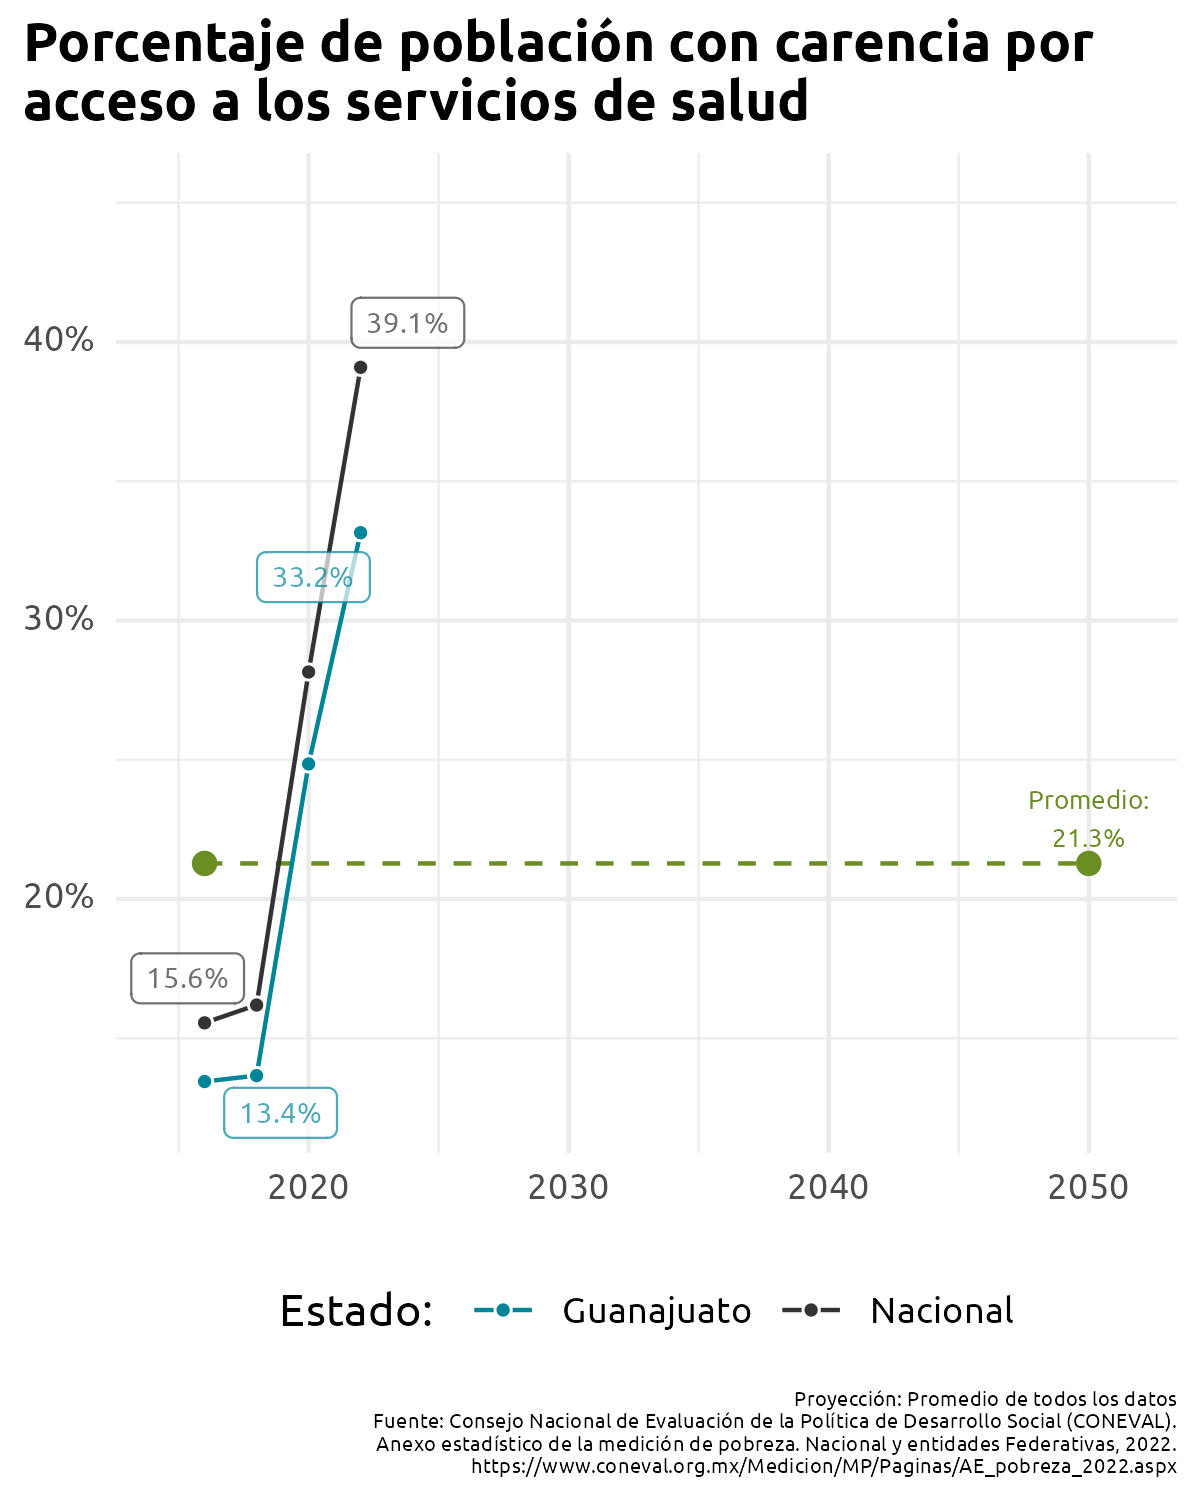 Porcentaje de población con carencia por
acceso a los servicios de salud
40%
30%
20%
39.1%
33.2%
Promedio:
21.3%
15.6%
13.4%
2020
2030
2040
2050
Estado:
Guanajuato
Nacional
Proyección: Promedio de todos los datos
Fuente: Consejo Nacional de Evaluación de la Política de Desarrollo Social (CONEVAL).
Anexo estadístico de la medición de pobreza. Nacional y entidades Federativas, 2022.
https://www.coneval.org.mx/Medicion/MP/Paginas/AE_pobreza_2022.aspx